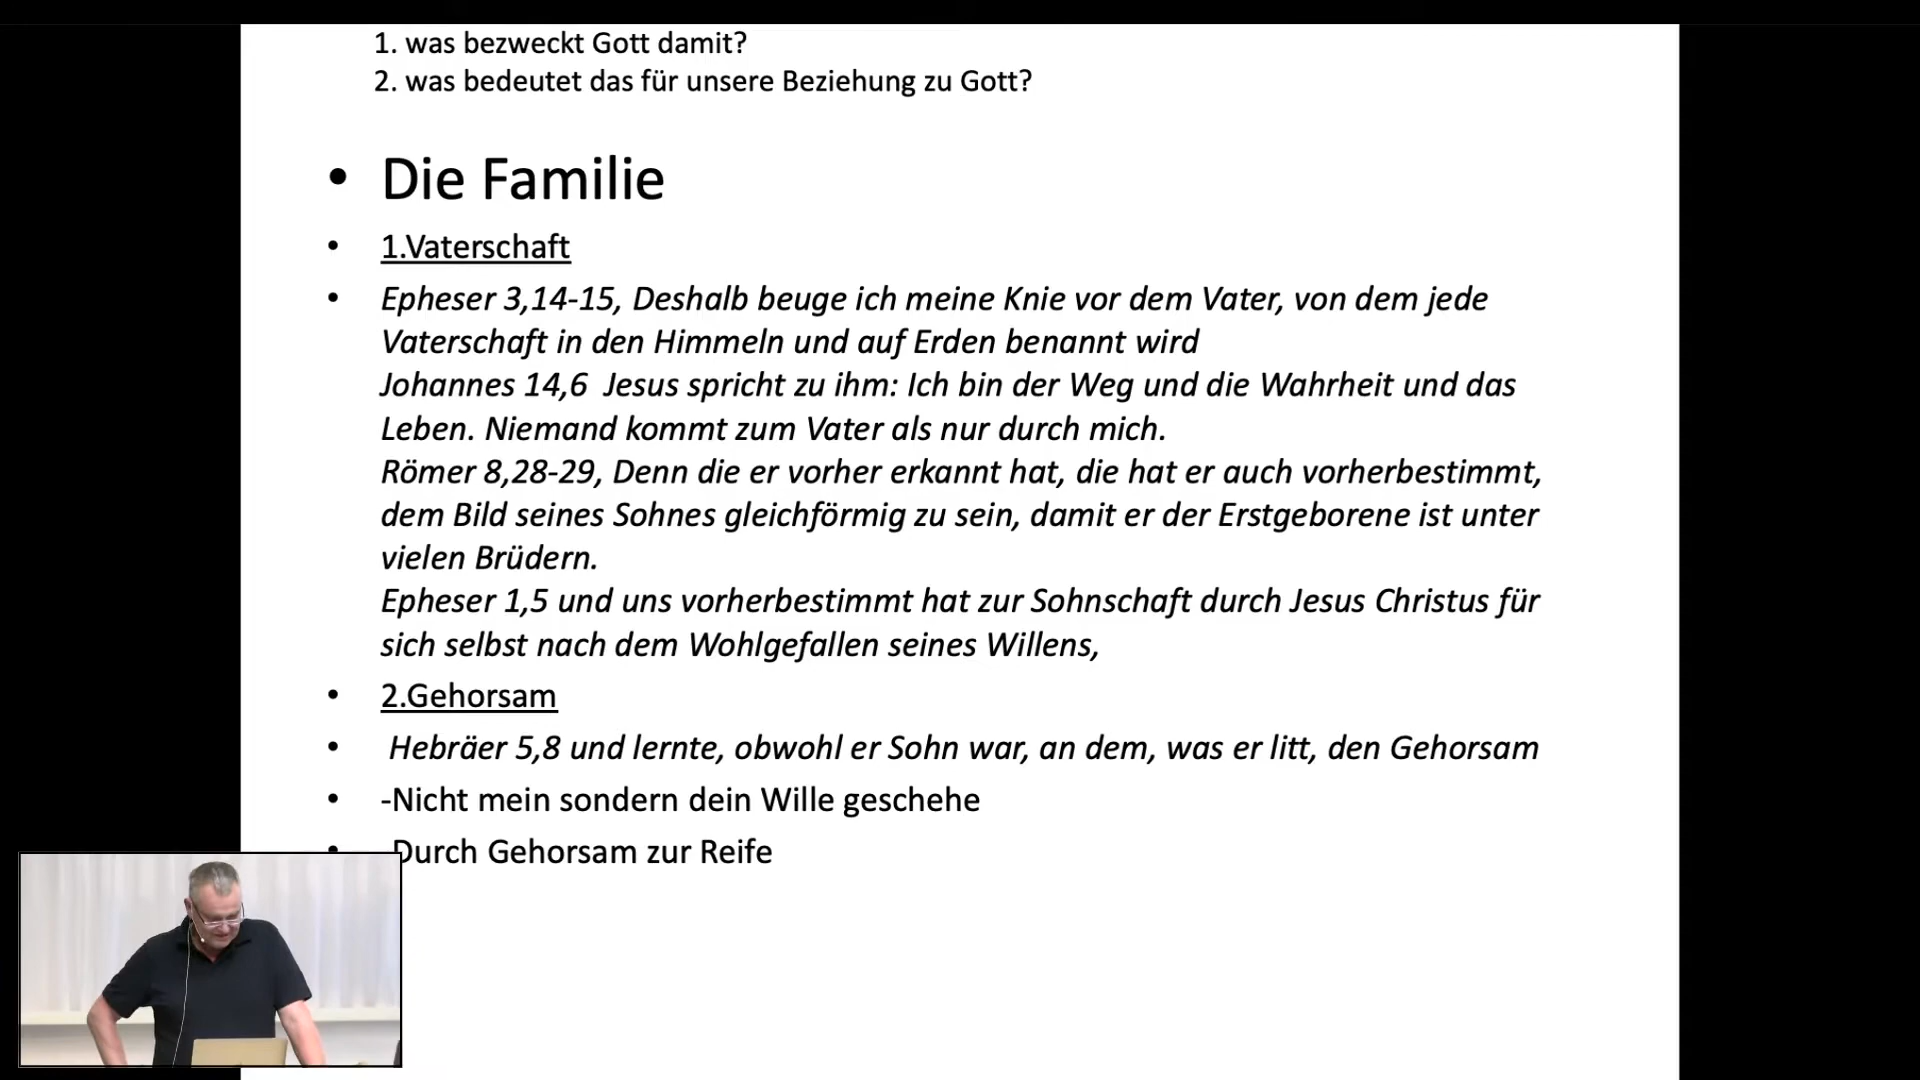 1. was bezweckt Gott damit?
2. was bedeutet das für unsere Beziehung zu Gott?
• Die Familie
• 1.Vaterschaft
• Epheser 3,14-15, Deshalb beuge ich meine Knie vor dem Vater, von dem jede
Vaterschaft in den Himmeln und auf Erden benannt wird
Johannes 14,6 Jesus spricht zu ihm: Ich bin der Weg und die Wahrheit und das
Leben. Niemand kommt zum Vater als nur durch mich.
Römer 8,28-29, Denn die er vorher erkannt hat, die hat er auch vorherbestimmt,
dem Bild seines Sohnes gleichförmig zu sein, damit er der Erstgeborene ist unter
vielen Brüdern.
Epheser 1,5 und uns vorherbestimmt hat zur Sohnschaft durch Jesus Christus für
sich selbst nach dem Wohlgefallen seines Willens,
• 2.Gehorsam
• Hebräer 5,8 und lernte, obwohl er Sohn war, an dem, was er litt, den Gehorsam
• -Nicht mein sondern dein Wille geschehe
• -Durch Gehorsam zur Reife